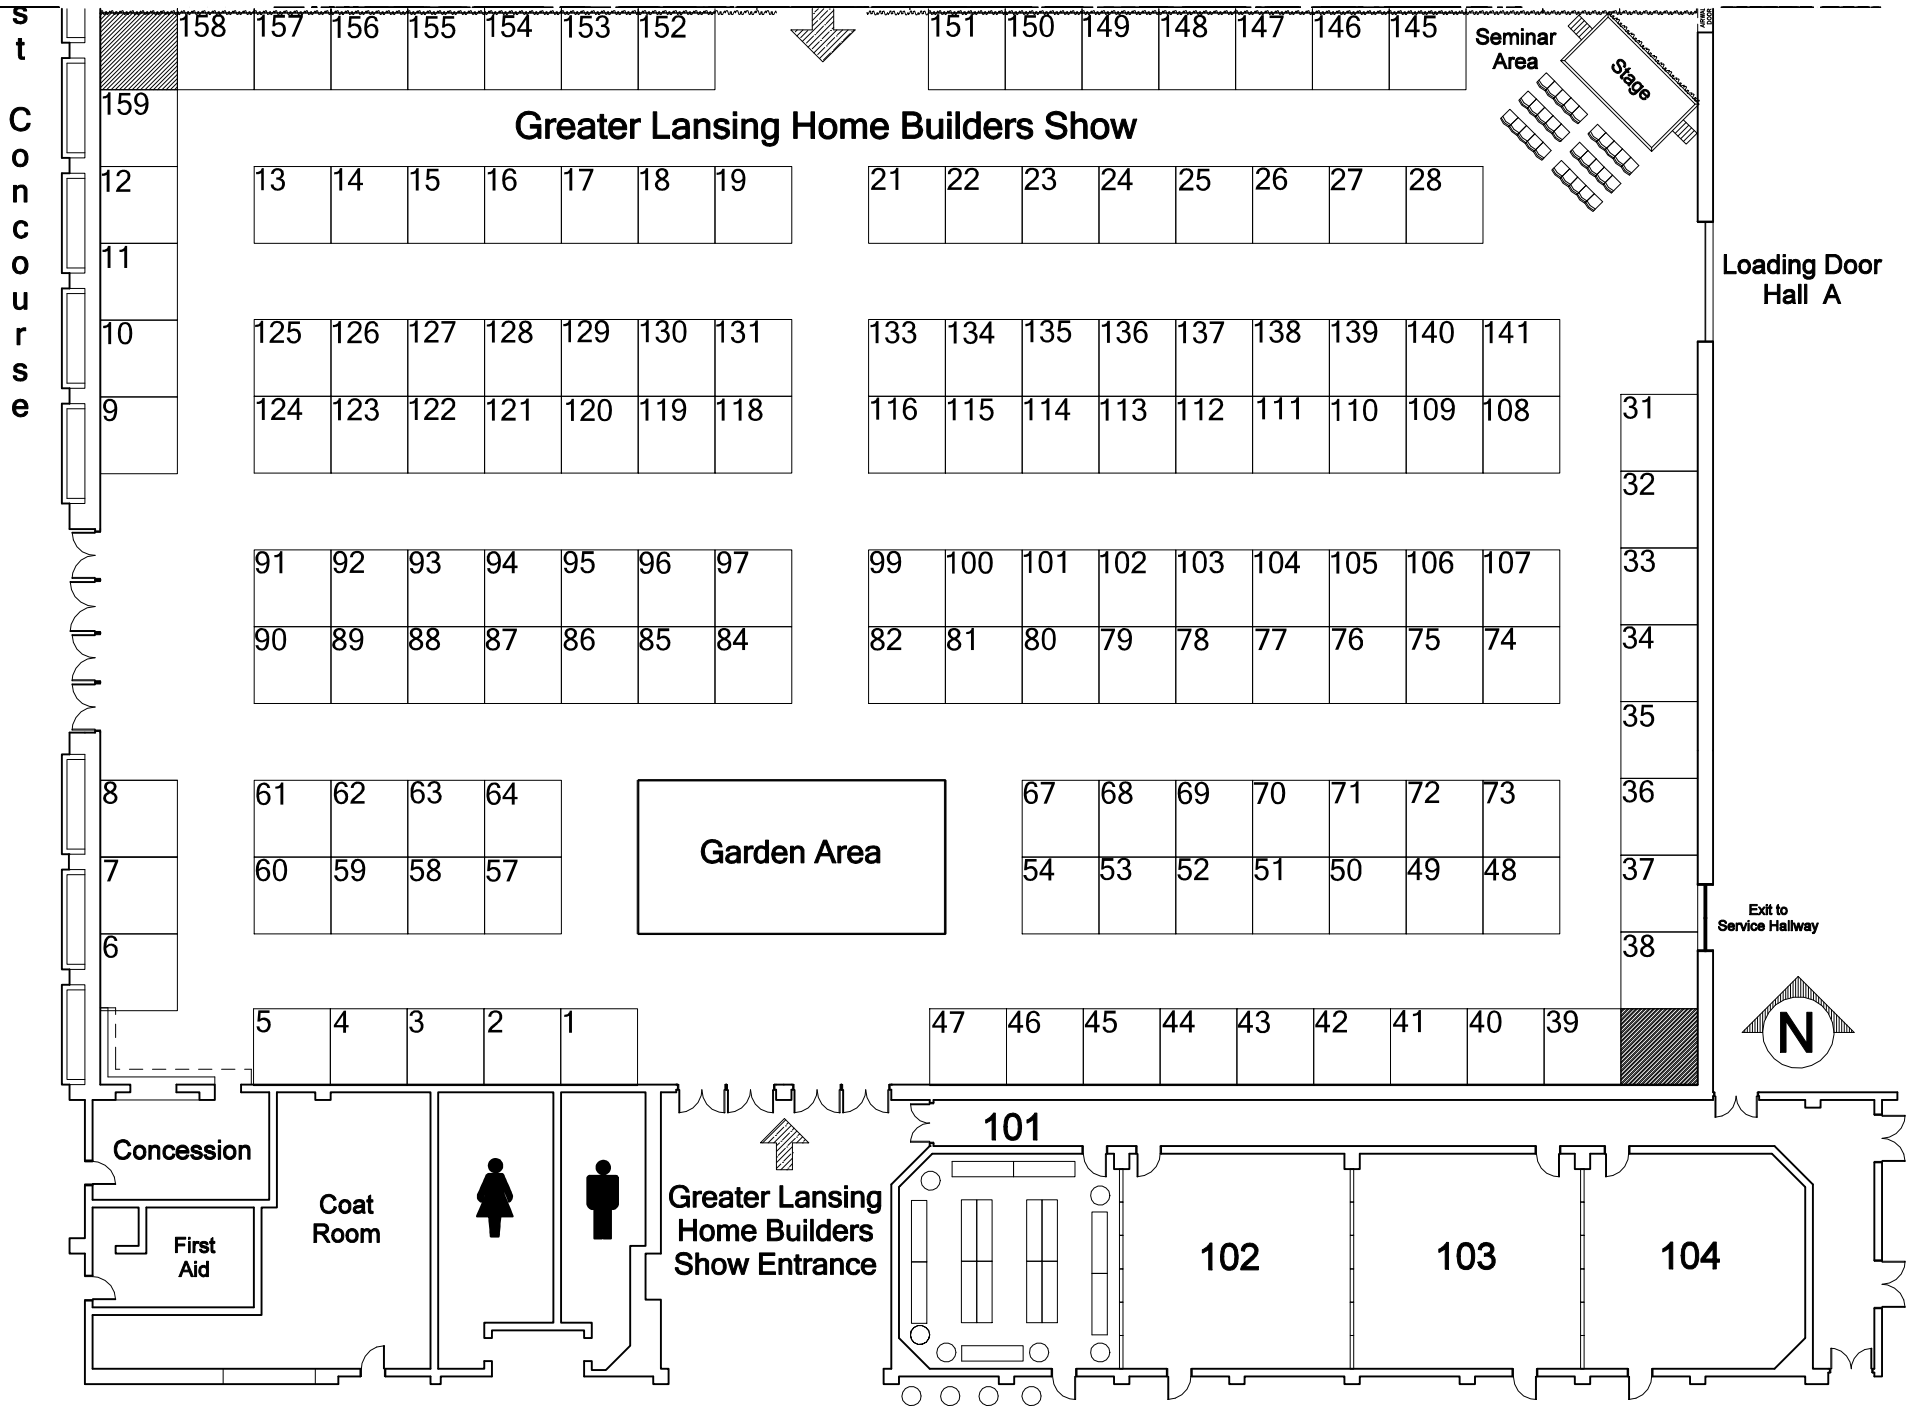 st Concourse
158 157 156 155 154 153 152 151 150 149 148 147 146 145
AIRWALL DOOR
Seminar
Area
Stage
159
Greater Lansing Home Builders Show
12 13 14 15 16 17 18 19 21 22 23 24 25 26 27 28
11
Loading Door
Hall A
10 125 126 127 128 129 130 131 133 134 135 136 137 138 139 140 141
9 124 123 122 121 120 119 118 116 115 114 113 112 111 110 109 108 31
32
91 92 93 94 95 96 97 99 100 101 102 103 104 105 106 107 33
90 89 88 87 86 85 84 82 81 80 79 78 77 76 75 74 34
35
8 61 62 63 64 67 68 69 70 71 72 73 36
Garden Area
7 60 59 58 57 54 53 52 51 50 49 48 37
Exit to
Service Hallway
6 38
5 4 3 2 1 47 46 45 44 43 42 41 40 39
N
101
Concession
Coat
Room
First
Aid
Greater Lansing
Home Builders
Show Entrance
102 103 104